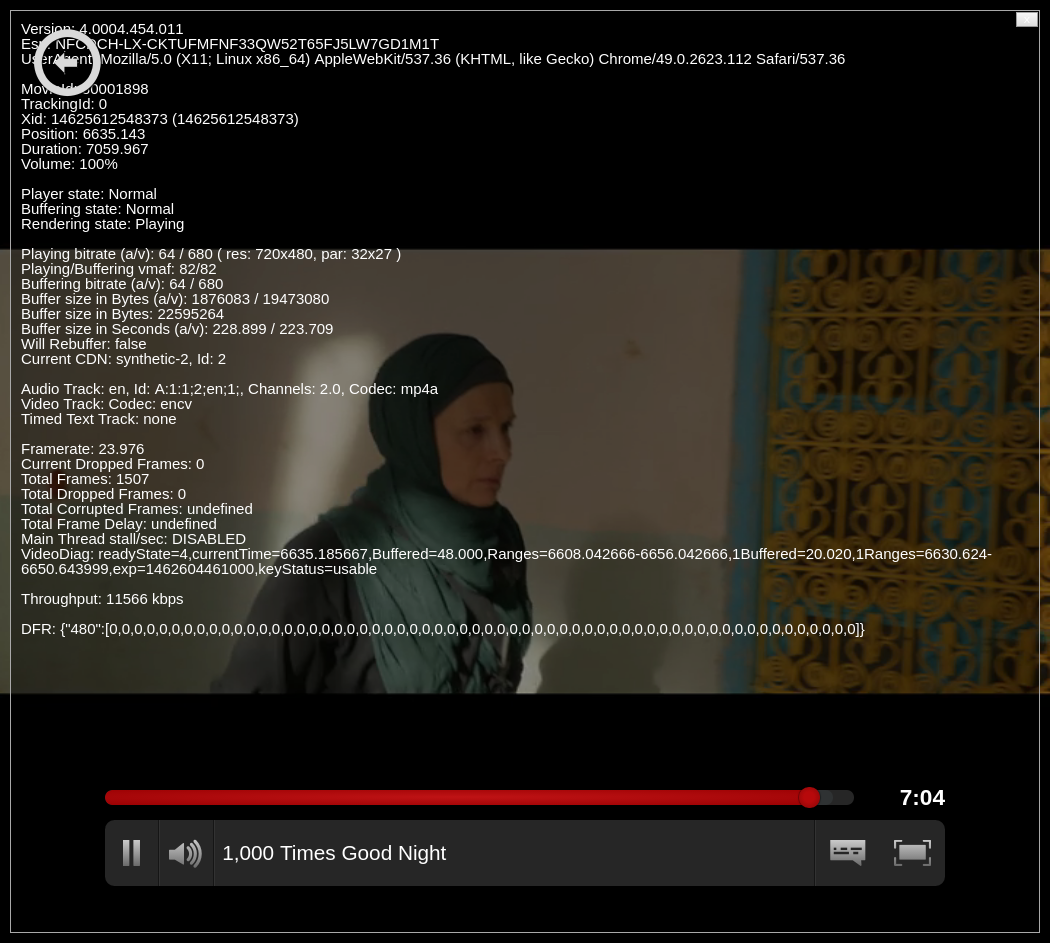 Version: 4.0004.454.011
CH-LX-CKTUFMFNF33QW52T65FJ5LW7GD1M1T
UserAgent: Mozilla/5.0 (X11; Linux x86_64) AppleWebKit/537.36 (KHTML, like Gecko) Chrome/49.0.2623.112 Safari/537.36
TrackingId: 0
Xid: 14625612548373 (14625612548373)
Position: 6635.143
Duration: 7059.967
Volume: 100%
Player state: Normal
Buffering state: Normal
Rendering state: Playing
Playing bitrate (a/v): 64 / 680 ( res: 720x480, par: 32x27 )
Playing/Buffering vmaf: 82/82
Buffering bitrate (a/v): 64 / 680
Buffer size in Bytes (a/v): 1876083 / 19473080
Buffer size in Bytes: 22595264
Buffer size in Seconds (a/v): 228.899 / 223.709
Will Rebuffer: false
Current CDN: synthetic-2, Id: 2
Audio Track: en, Id: A:1:1;2;en;1;, Channels: 2.0, Codec: mp4a
Video Track: Codec: encv
Timed Text Track: none
Framerate: 23.976
Current Dropped Frames: 0
Total Frames: 1507
Total Dropped Frames: 0
Total Corrupted Frames: undefined
Total Frame Delay: undefined
Main Thread stall/sec: DISABLED
VideoDiag: readyState=4,currentTime=6635.185667,Buffered=48.000,Ranges=6608.042666-6656.042666,1Buffered=20.020,1Ranges=6630.624-
6650.643999,exp=1462604461000,keyStatus=usable
Throughput: 11566 kbps
DFR: {"480":[0,0,0,0,0,0,0,0,0,0,0,0,0,0,0,0,0,0,0,0,0,0,0,0,0,0,0,0,0,0,0,0,0,0,0,0,0,0,0,0,0,0,0,0,0,0,0,0,0,0,0,0,0,0,0,0,0,0,0,0]}
7:04
1,000 Times Good Night